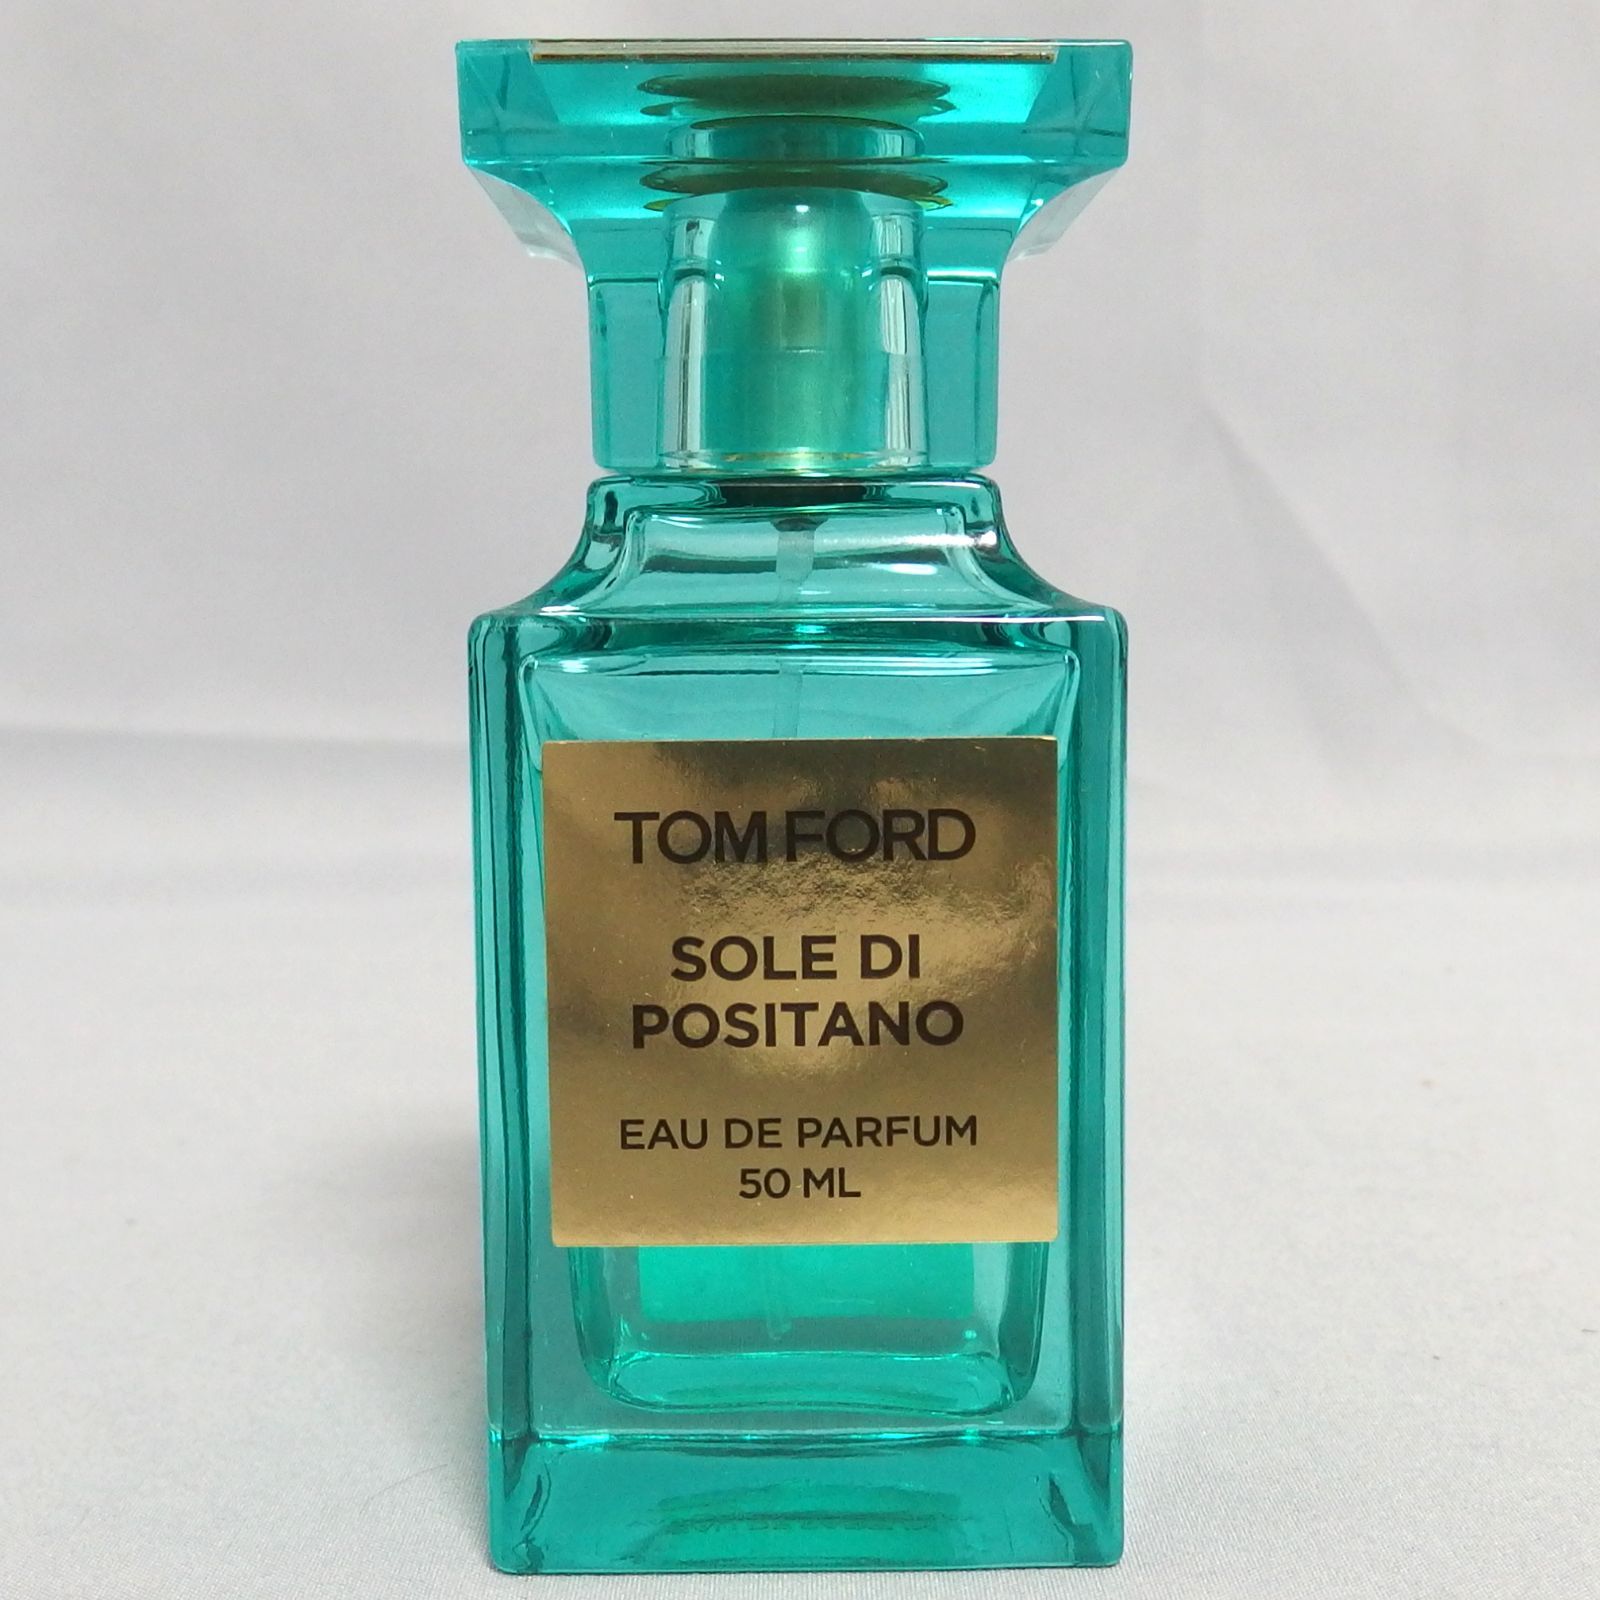 TOM FORD
SOLE DI
POSITANO
EAU DE PARFUM
50 ML